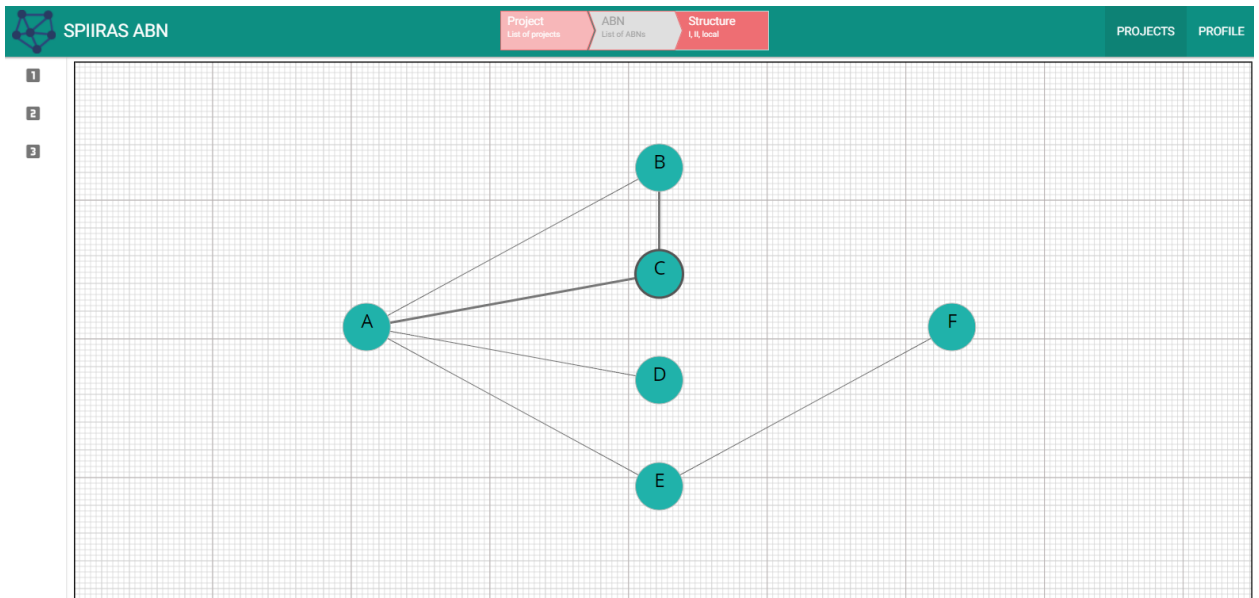 SPIIRAS ABN
Project
List of projects
ABN
List of ABNs
Structure
I, II, local
PROJECTS
PROFILE
1
2
3
B
C
A
F
D
E